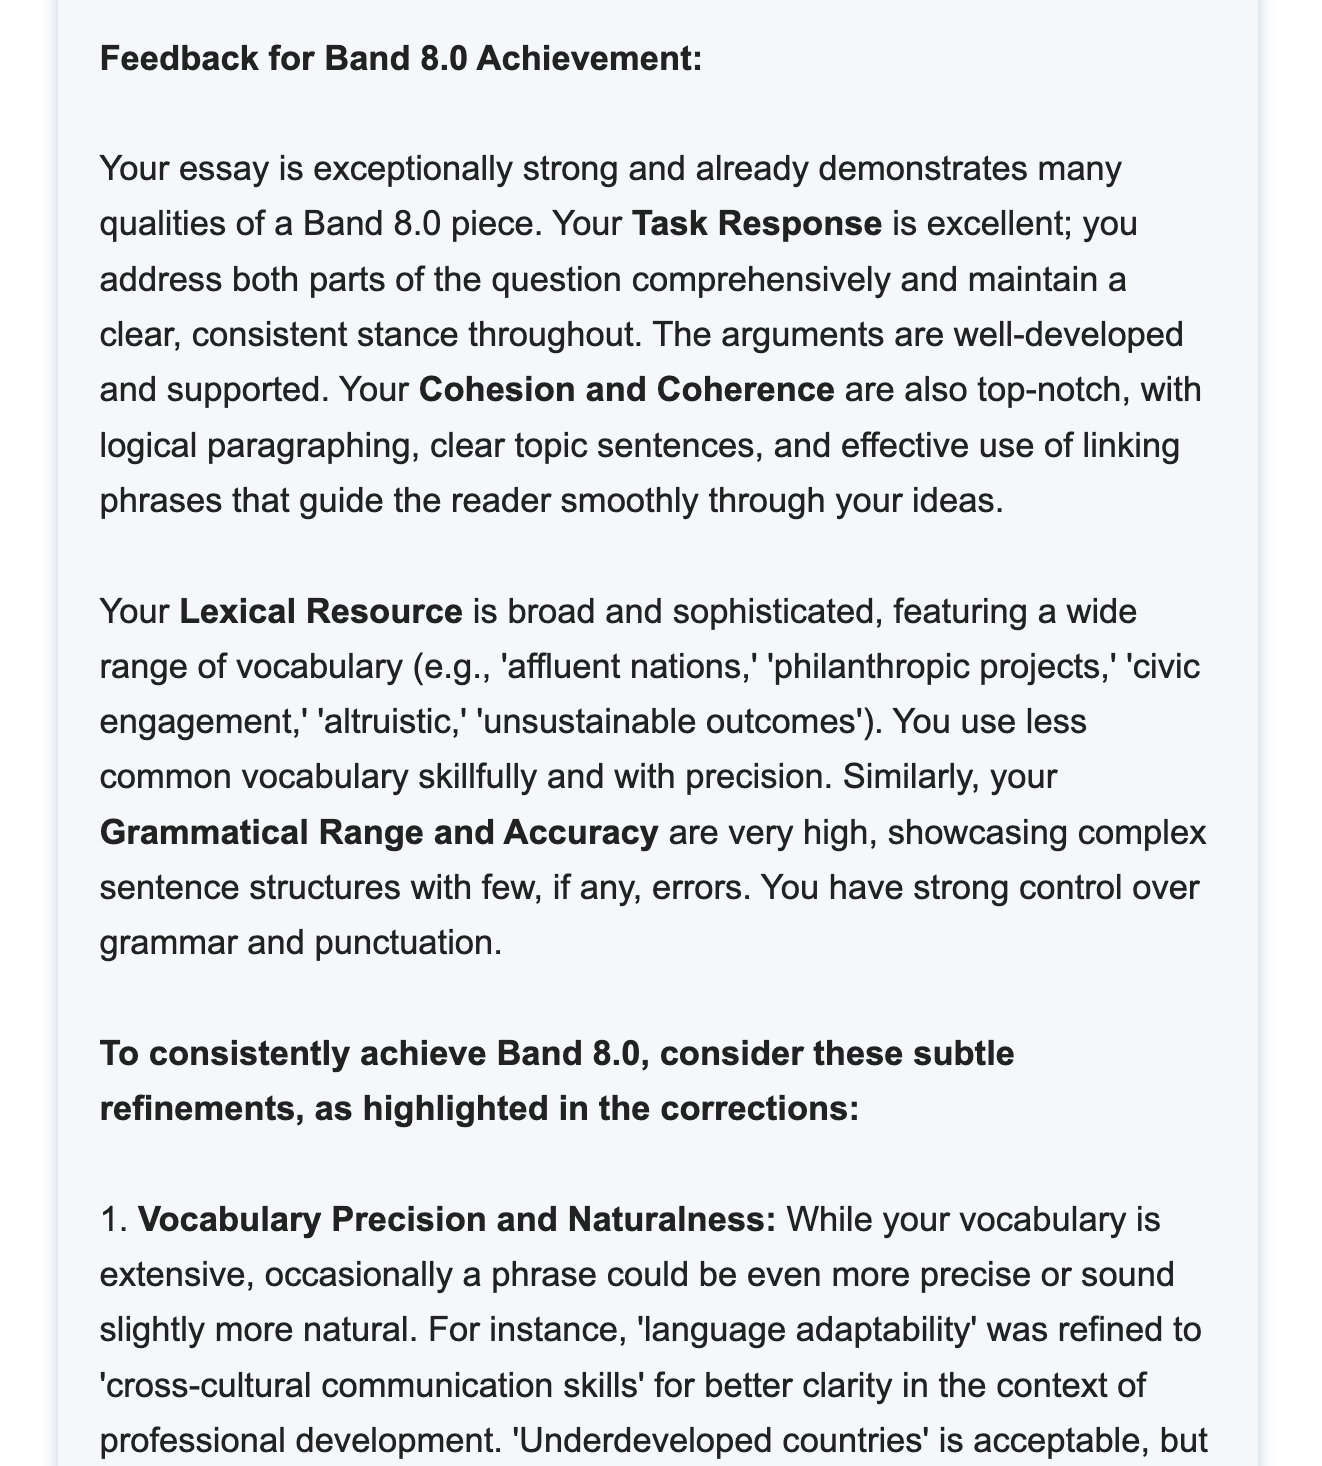 Feedback for Band 8.0 Achievement:
Your essay is exceptionally strong and already demonstrates many
qualities of a Band 8.0 piece. Your Task Response is excellent; you
address both parts of the question comprehensively and maintain a
clear, consistent stance throughout. The arguments are well-developed
and supported. Your Cohesion and Coherence are also top-notch, with
logical paragraphing, clear topic sentences, and effective use of linking
phrases that guide the reader smoothly through your ideas.
Your Lexical Resource is broad and sophisticated, featuring a wide
range of vocabulary (e.g., 'affluent nations,' 'philanthropic projects,' 'civic
engagement,' 'altruistic,' 'unsustainable outcomes'). You use less
common vocabulary skillfully and with precision. Similarly, your
Grammatical Range and Accuracy are very high, showcasing complex
sentence structures with few, if any, errors. You have strong control over
grammar and punctuation.
To consistently achieve Band 8.0, consider these subtle
refinements, as highlighted in the corrections:
1. Vocabulary Precision and Naturalness: While your vocabulary is
extensive, occasionally a phrase could be even more precise or sound
slightly more natural. For instance, 'language adaptability' was refined to
'cross-cultural communication skills' for better clarity in the context of
professional development. 'Underdeveloped countries' is acceptable, but